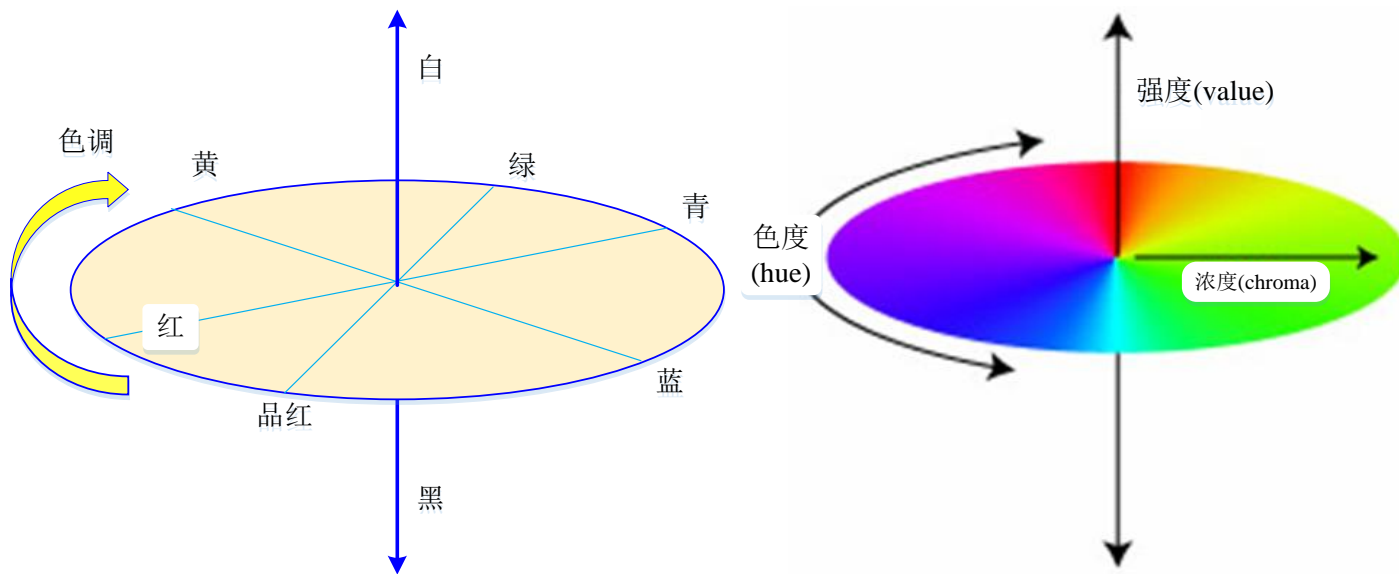 白
色调
黄
绿
青
红
蓝
品红
黑
强度(value)
色度
(hue)
浓度(chroma)